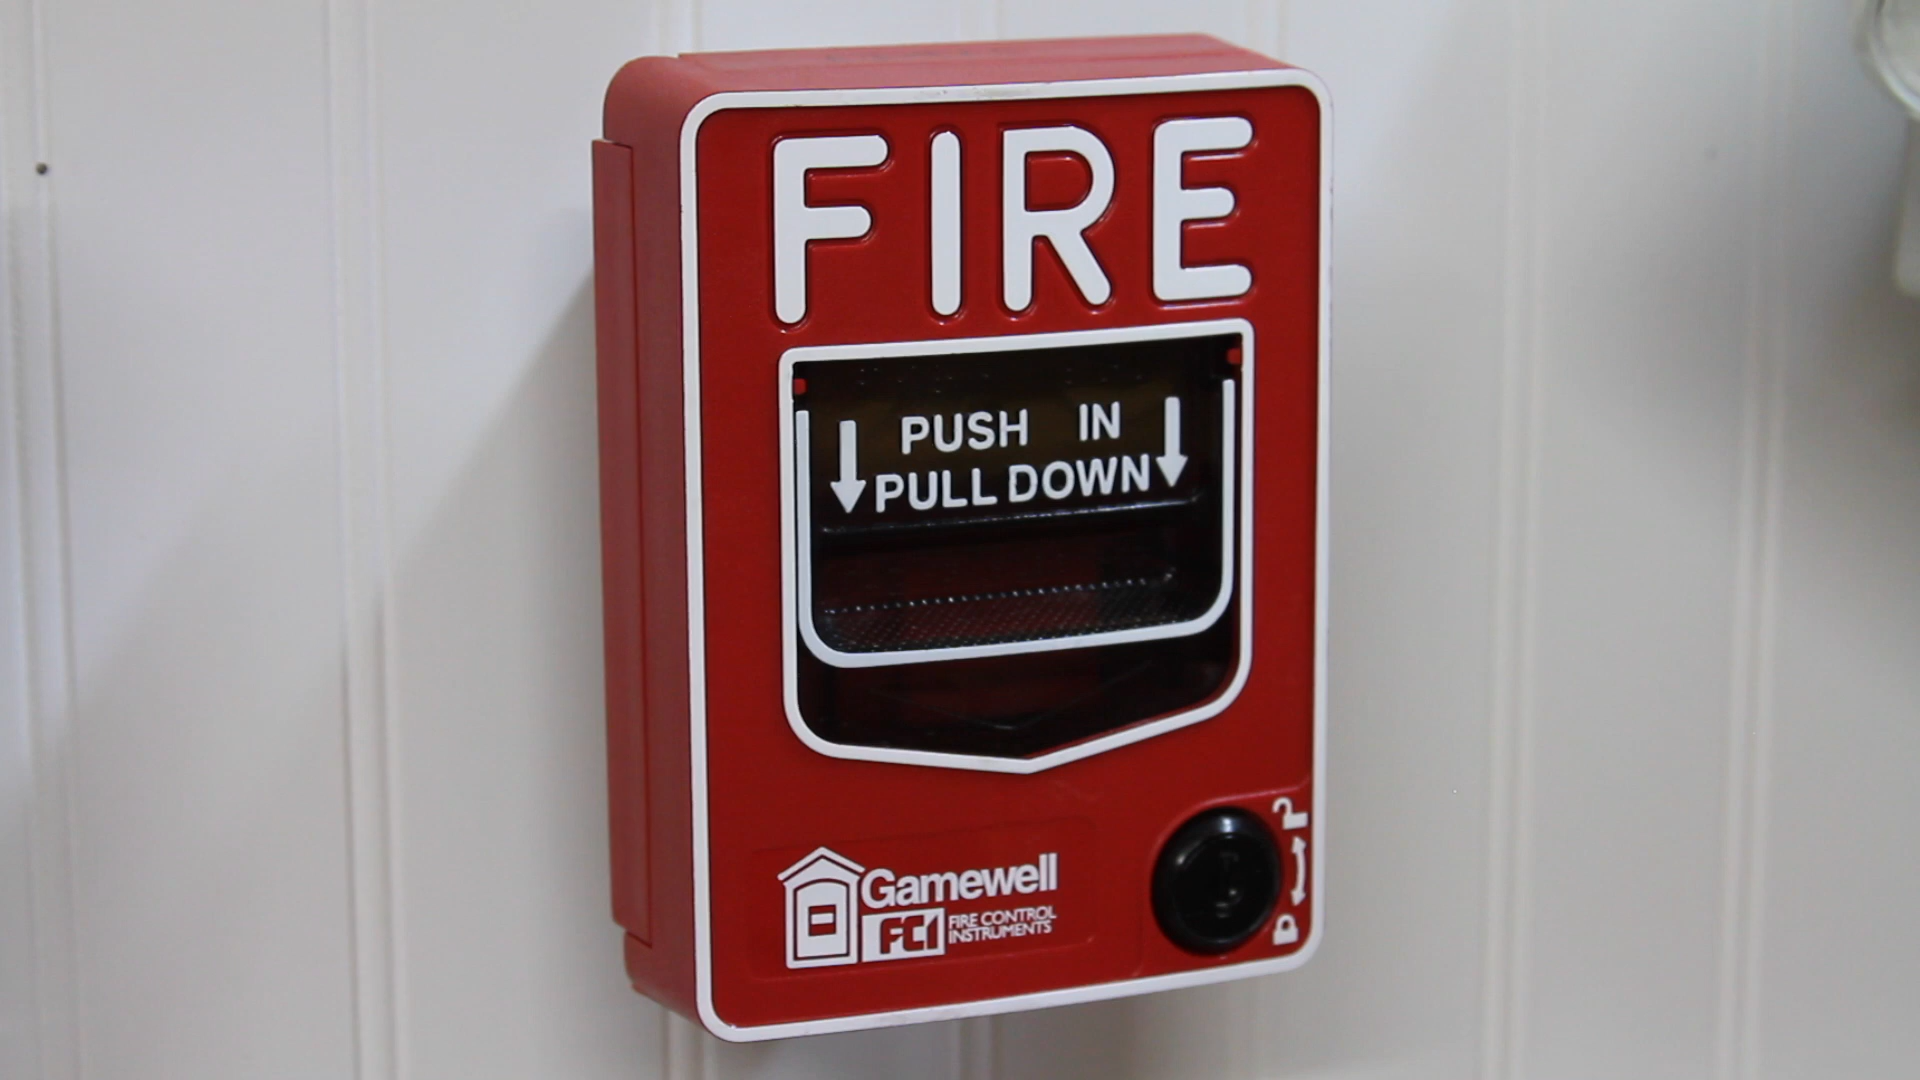 FIRE
PUSH IN
PULL DOWN
Gamewell
FCI FIRE CONTROL
INSTRUMENTS